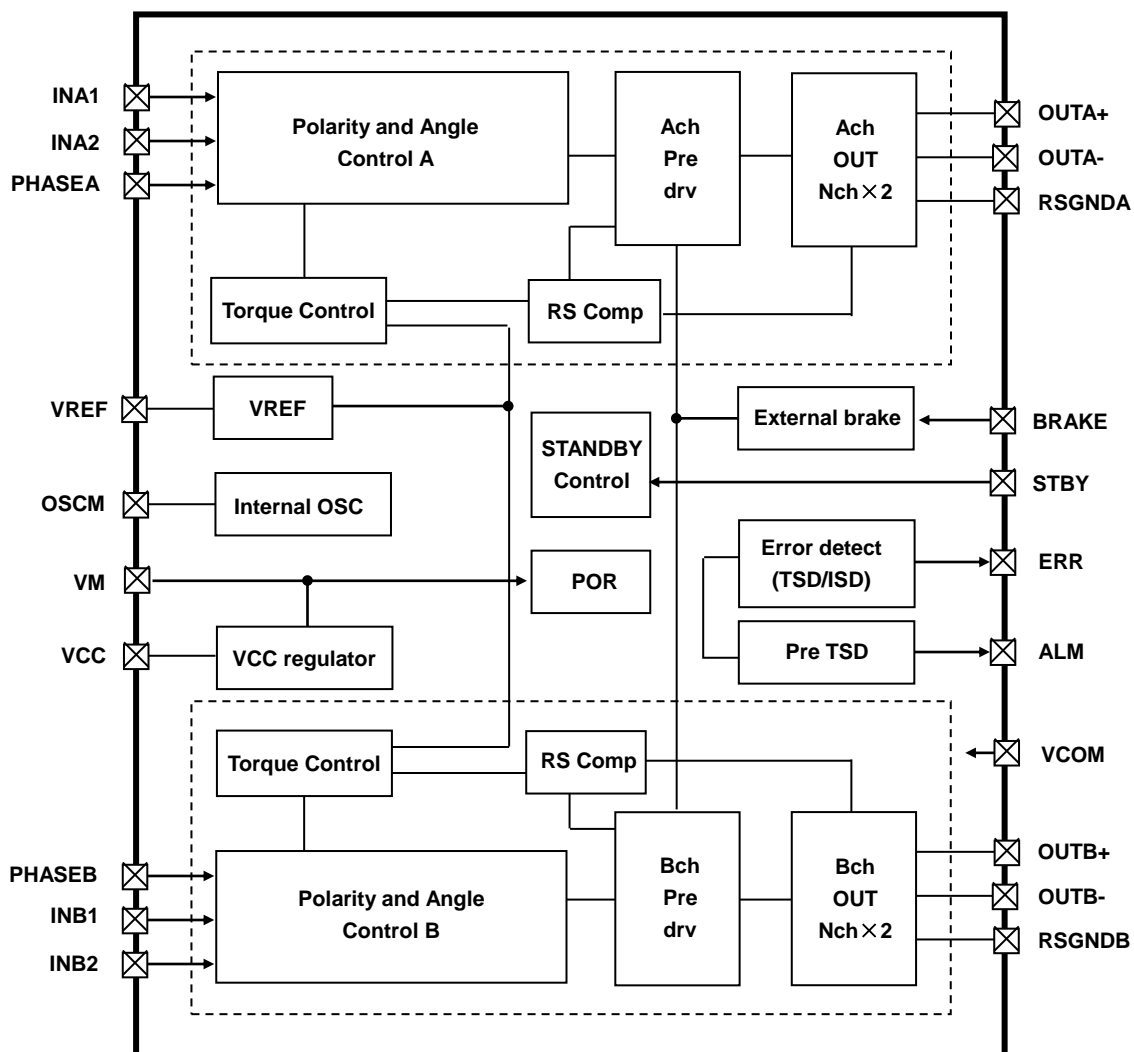 INA1
INA2
PHASEA
Polarity and Angle
Control A
Ach
Pre
drv
Ach
OUT
Nch×2
OUTA+
OUTA-
RSGNDA
Torque Control
RS Comp
VREF
VREF
External brake
BRAKE
STANDBY
Control
STBY
OSCM
Internal OSC
Error detect
(TSD/ISD)
ERR
VM
POR
VCC
VCC regulator
Pre TSD
ALM
Torque Control
RS Comp
VCOM
PHASEB
INB1
INB2
Polarity and Angle
Control B
Bch
Pre
drv
Bch
OUT
Nch×2
OUTB+
OUTB-
RSGNDB